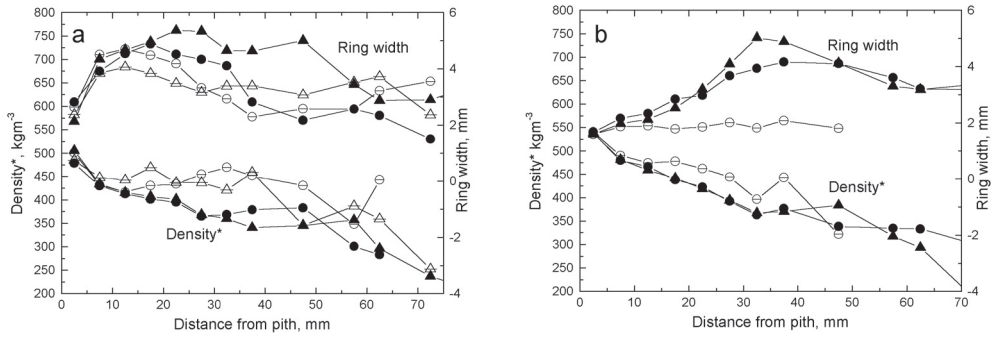 a
Ring width
Density*
Density*, kgm-3
800
750
700
650
600
550
500
450
400
350
300
250
200
0 10 20 30 40 50 60 70
Distance from pith, mm
6
4
2
0
-2
-4
Ring width, mm
b
Ring width
Density*
Density* kgm-3
800
750
700
650
600
550
500
450
400
350
300
250
200
0 10 20 30 40 50 60 70
Distance from pith, mm
6
4
2
0
-2
-4
Ring width, mm